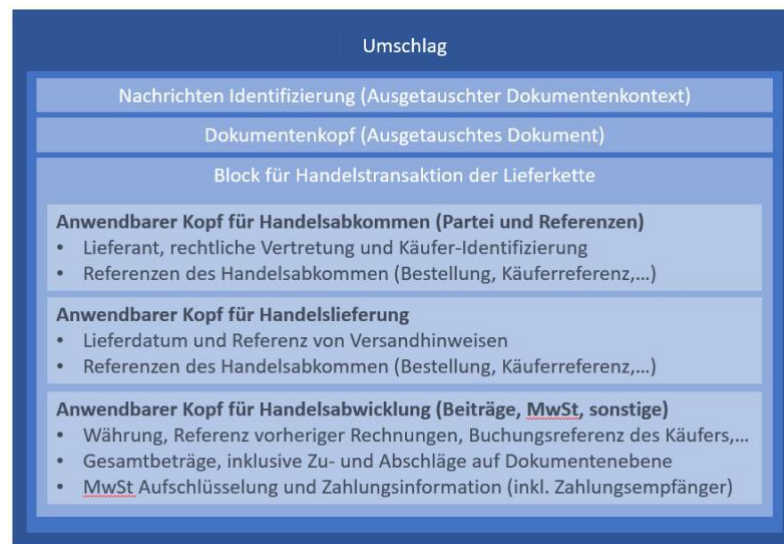 Umschlag
Nachrichten Identifizierung (Ausgetauschter Dokumentenkontext)
Dokumentenkopf (Ausgetauschtes Dokument)
Block für Handelstransaktion der Lieferkette
Anwendbarer Kopf für Handelsabkommen (Partei und Referenzen)
• Lieferant, rechtliche Vertretung und Käufer-Identifizierung
• Referenzen des Handelsabkommen (Bestellung, Käuferreferenz,...)
Anwendbarer Kopf für Handelslieferung
• Lieferdatum und Referenz von Versandhinweisen
• Referenzen des Handelsabkommen (Bestellung, Käuferreferenz,...)
Anwendbarer Kopf für Handelsabwicklung (Beiträge, MwSt, sonstige)
• Währung, Referenz vorheriger Rechnungen, Buchungsreferenz des Käufers,...
• Gesamtbeträge, inklusive Zu- und Abschläge auf Dokumentenebene
• MwSt Aufschlüsselung und Zahlungsinformation (inkl. Zahlungsempfänger)